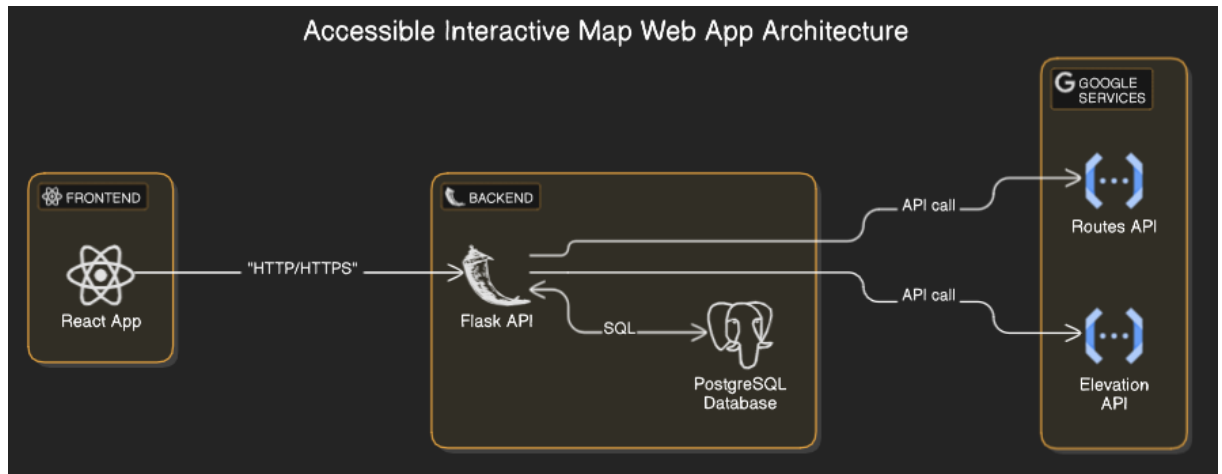 Accessible Interactive Map Web App Architecture
GOOGLE
SERVICES
FRONTEND
BACKEND
API call
Routes API
"HTTP/HTTPS"
React App
Flask API
API call
SQL
PostgreSQL
Database
Elevation
API